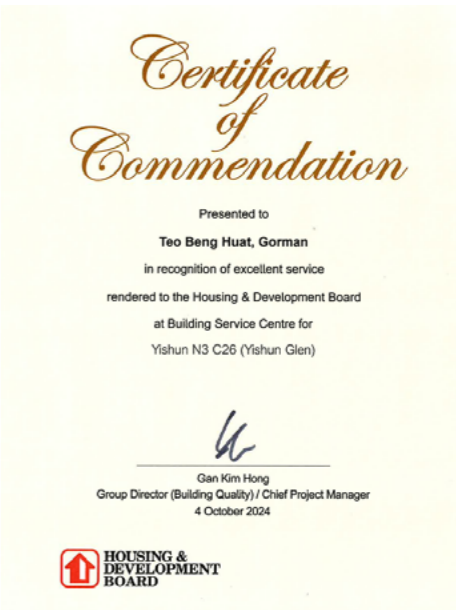 Certificate
of
Commendation
Presented to
Teo Beng Huat, Gorman
in recognition of excellent service
rendered to the Housing & Development Board
at Building Service Centre for
Yishun N3 C26 (Yishun Glen)
Gan Kim Hong
Group Director (Building Quality) / Chief Project Manager
4 October 2024
HOUSING &
DEVELOPMENT
BOARD